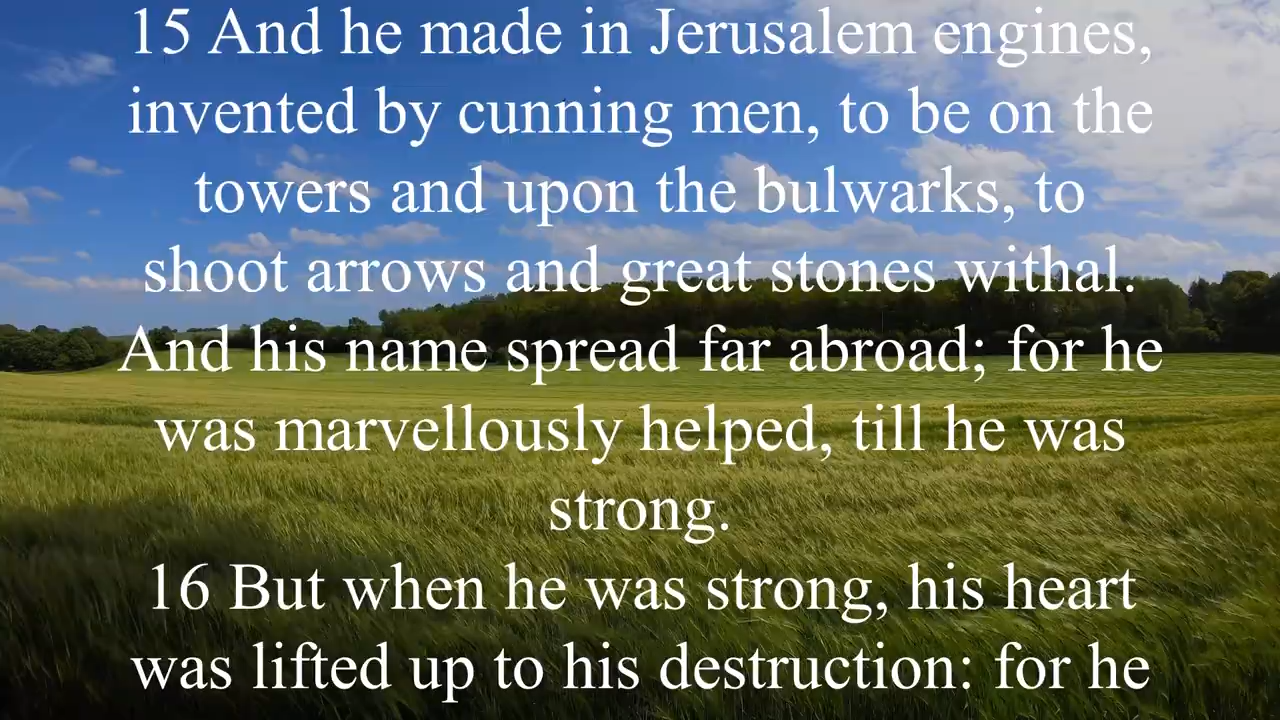 15 And he made in Jerusalem engines,
invented by cunning men, to be on the
towers and upon the bulwarks, to
shoot arrows and great stones withal.
And his name spread far abroad; for he
was marvellously helped, till he was
strong.
16 But when he was strong, his heart
was lifted up to his destruction: for he